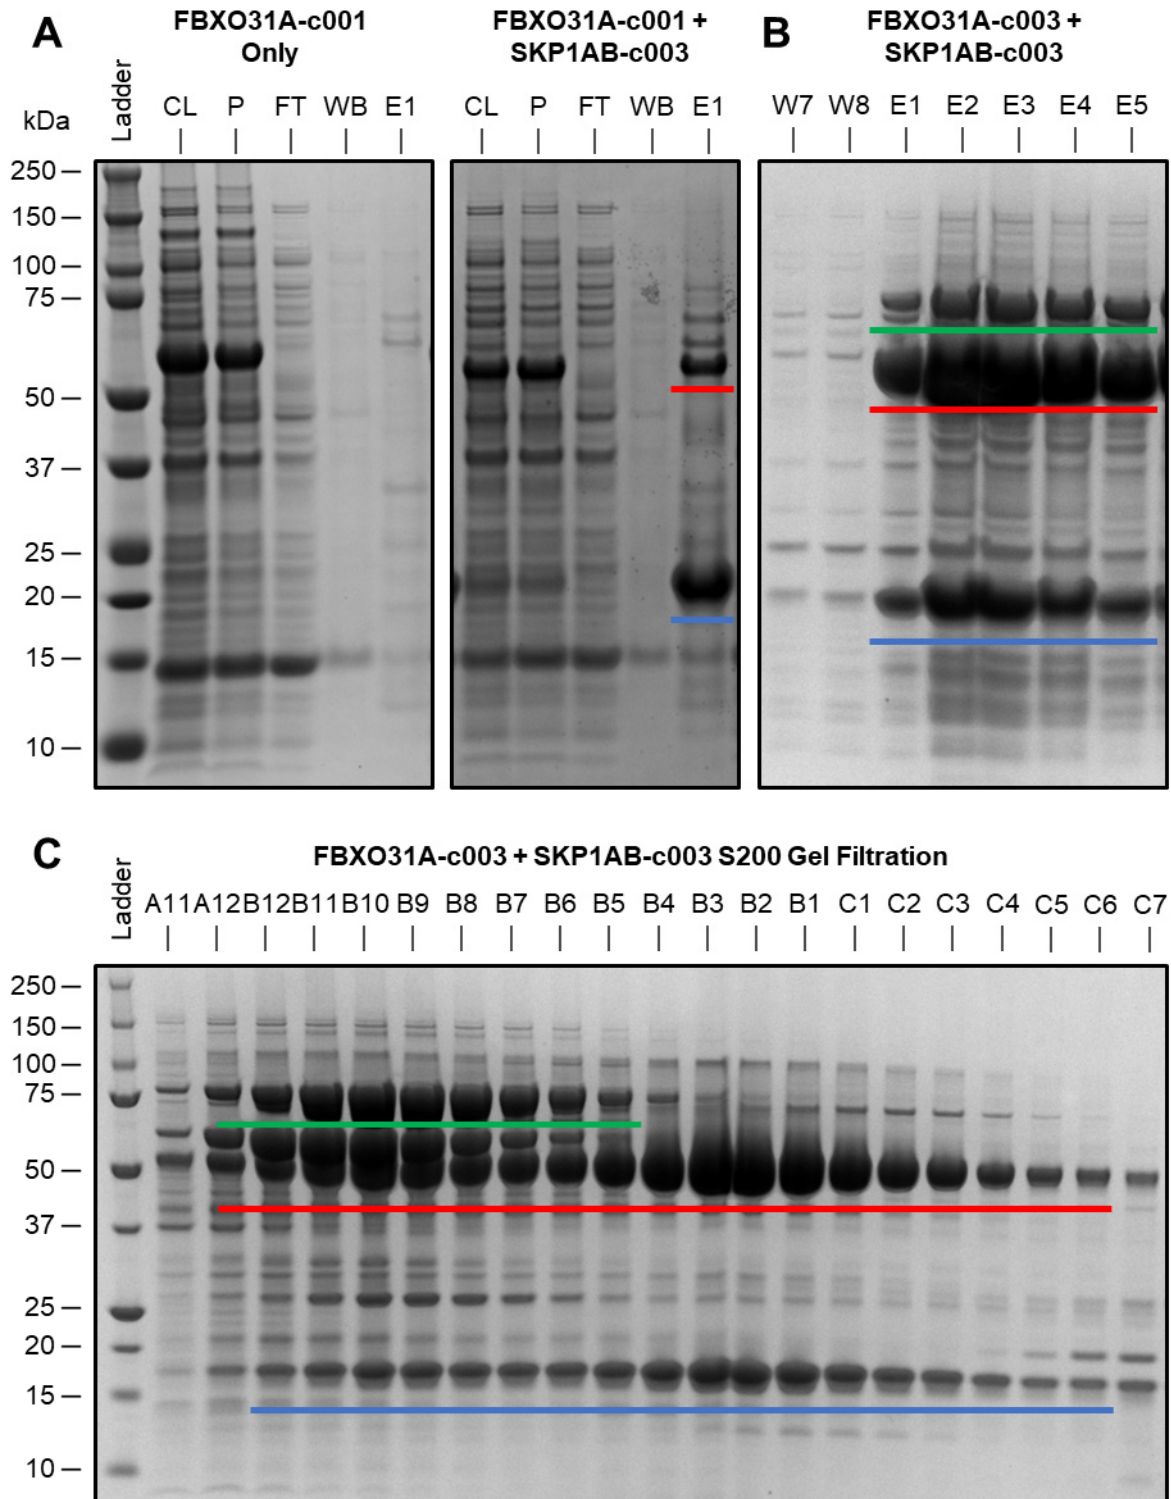 A
FBXO31A-c001
Only
FBXO31A-c001 +
SKP1AB-c003
B
FBXO31A-c003 +
SKP1AB-c003
kDa
Ladder
CL P FT WB E1
CL P FT WB E1
W7 W8 E1 E2 E3 E4 E5
250
150
100
75
50
37
25
20
15
10
C
FBXO31A-c003 + SKP1AB-c003 S200 Gel Filtration
Ladder
A11 A12 B12 B11 B10 B9 B8 B7 B6 B5 B4 B3 B2 B1 C1 C2 C3 C4 C5 C6 C7
250
150
100
75
50
37
25
20
15
10